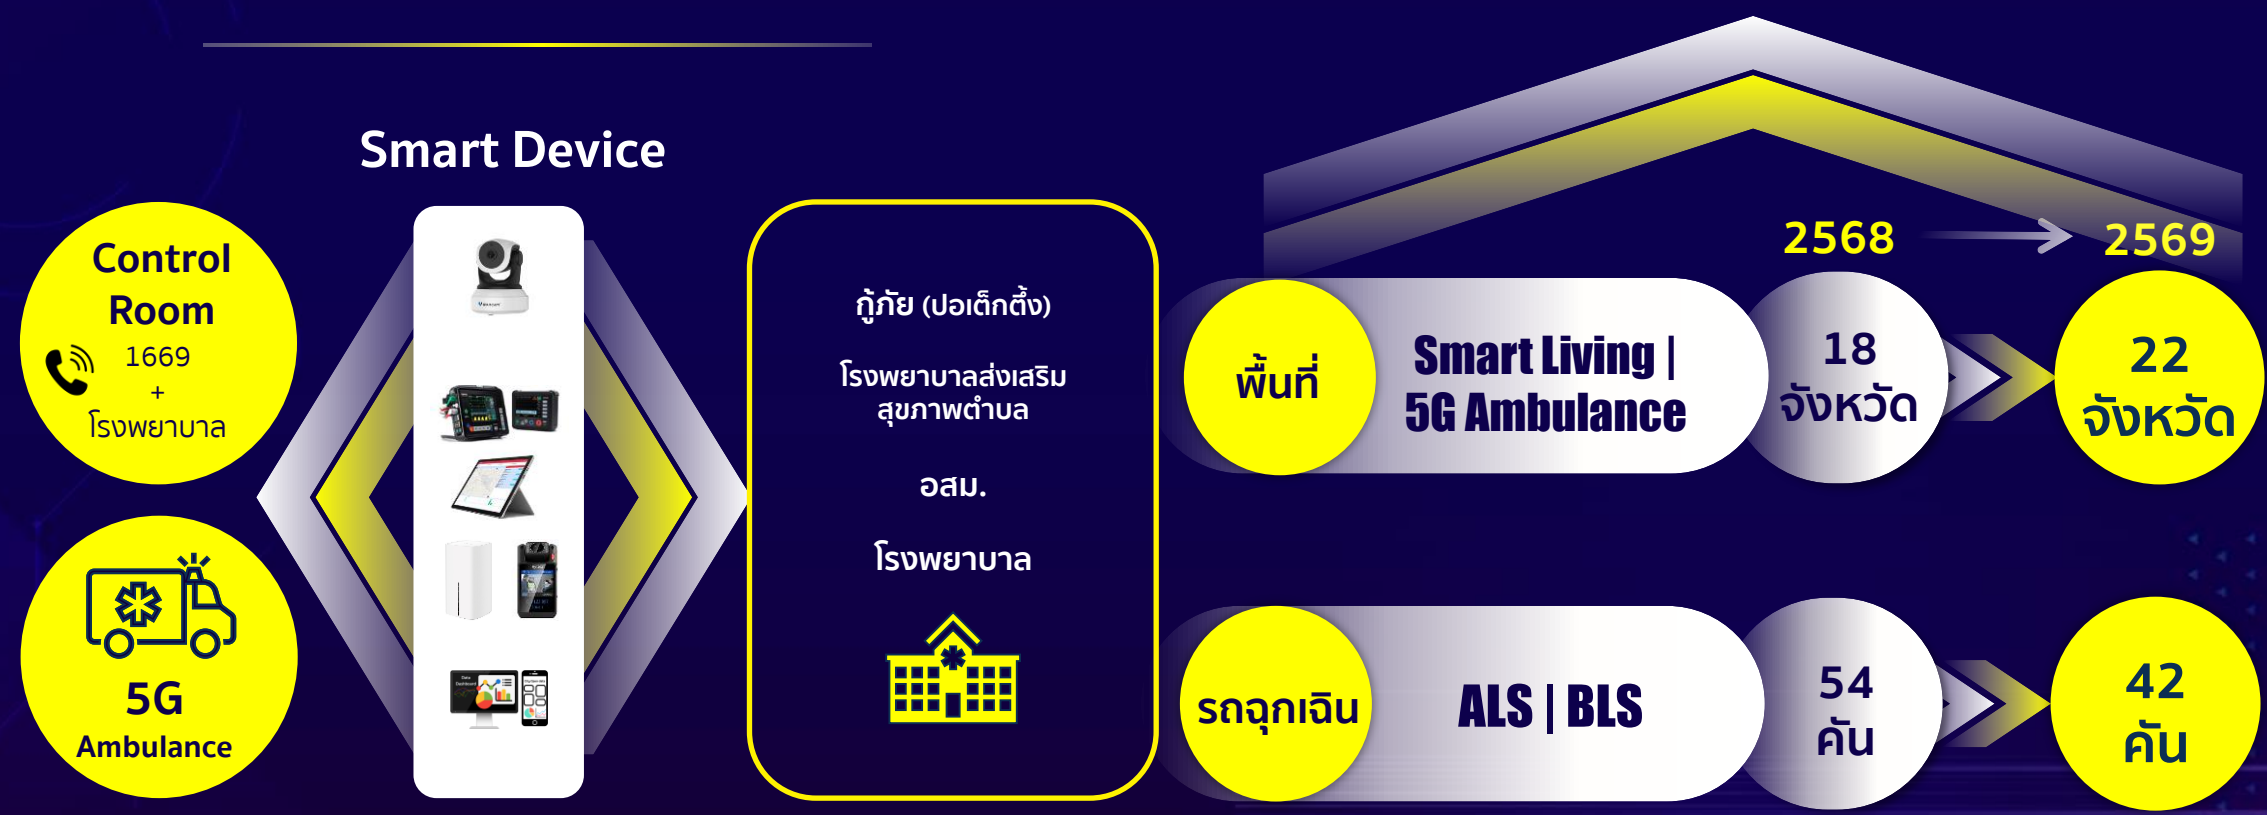 Smart Device
Control
Room
1669
+
โรงพยาบาล
5G
Ambulance
กู้ภัย (ปอเต็กตึ้ง)
โรงพยาบาลส่งเสริม
สุขภาพตำบล
อสม.
โรงพยาบาล
2568
2569
พื้นที่
Smart Living |
5G Ambulance
18
จังหวัด
22
จังหวัด
รถฉุกเฉิน
ALS | BLS
54
คัน
42
คัน